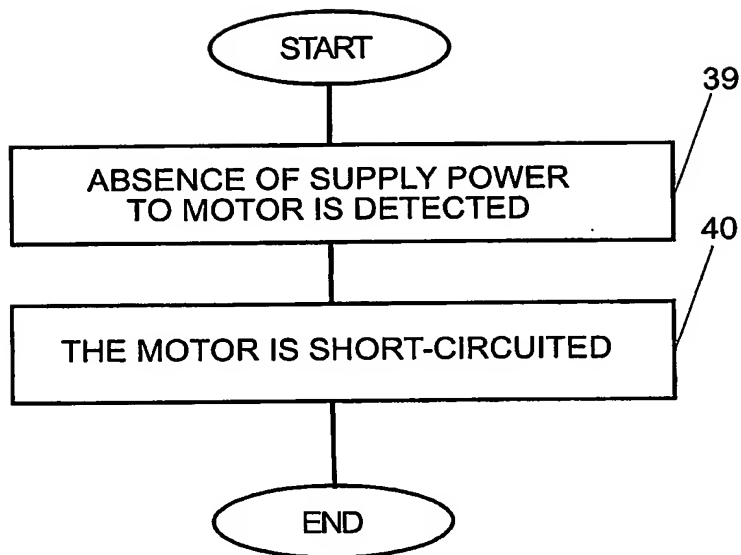 START
39
ABSENCE OF SUPPLY POWER
TO MOTOR IS DETECTED
40
THE MOTOR IS SHORT-CIRCUITED
END